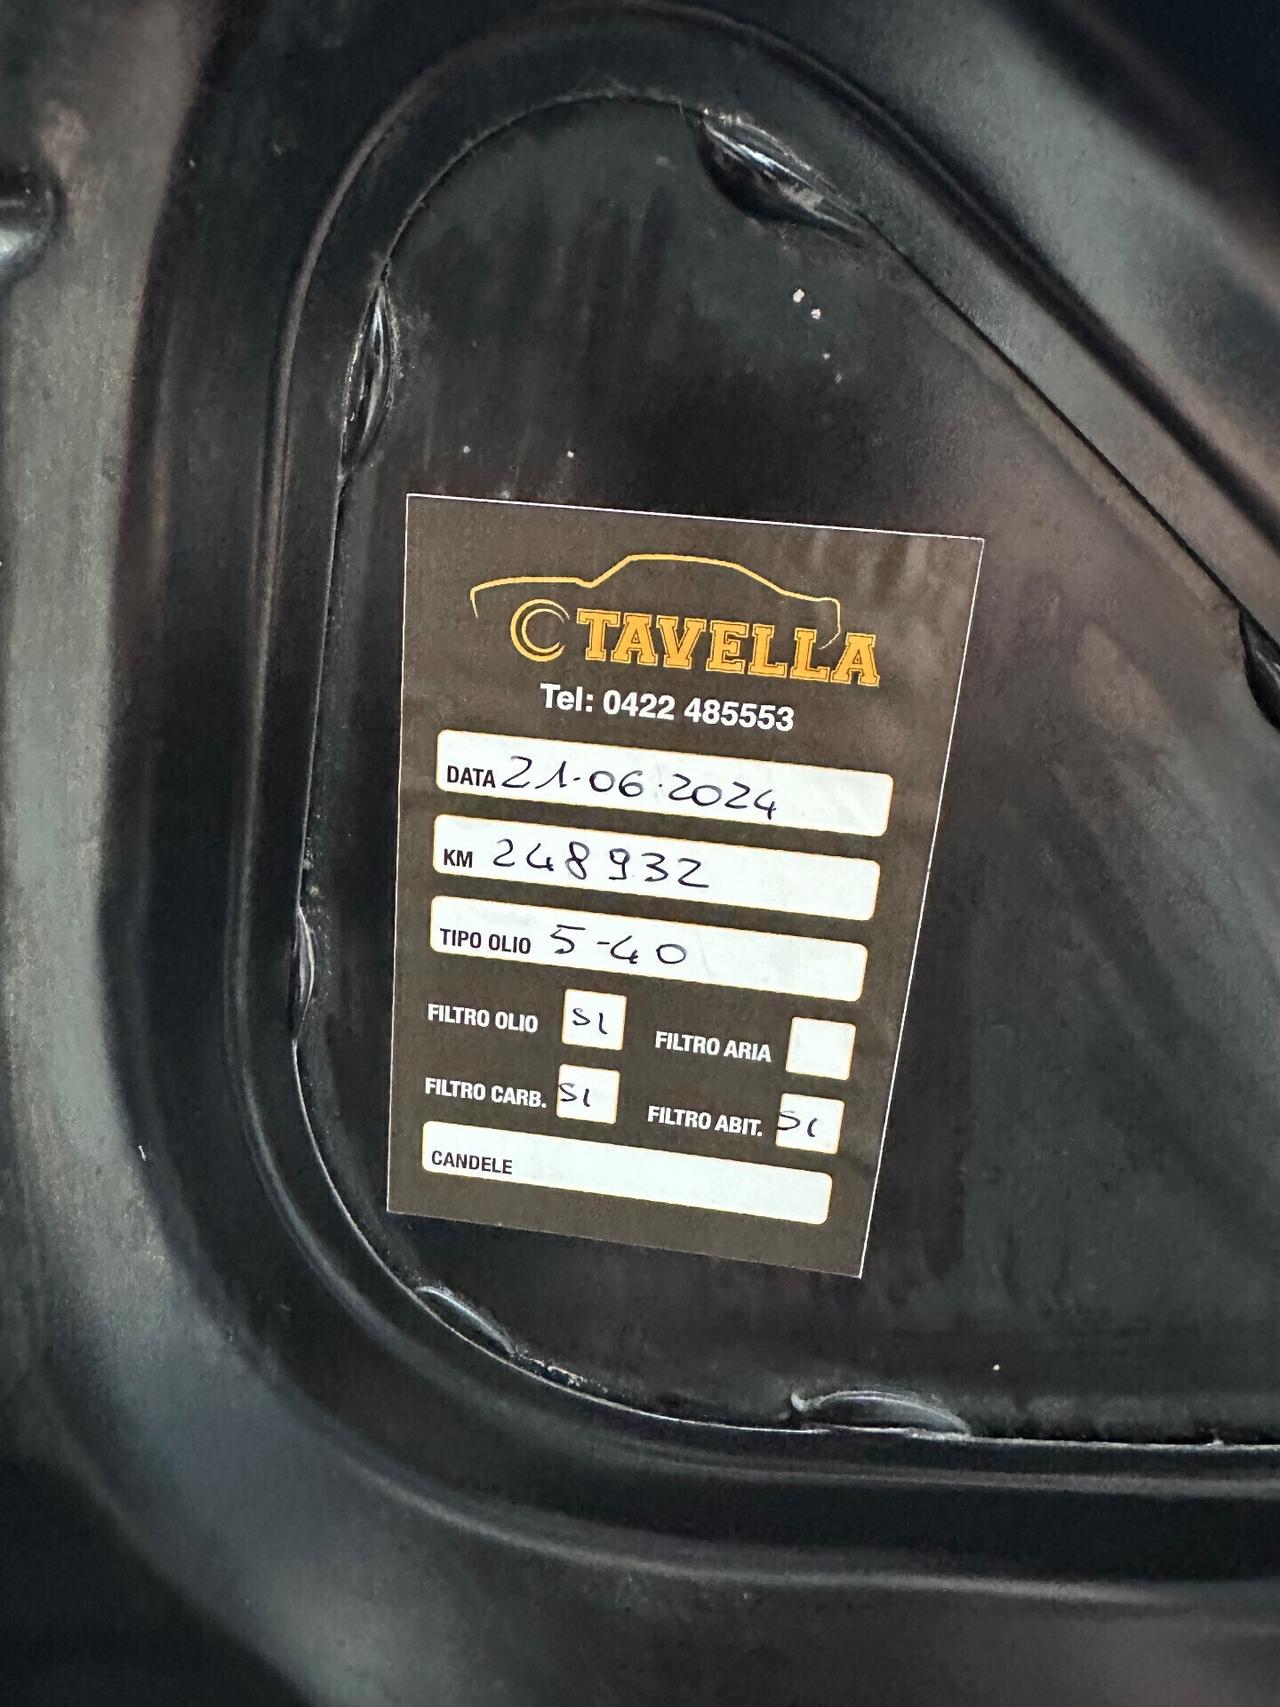 TAVELLA
Tel: 0422 485553
DATA 21-06-2024
KM 248932
TIPO OLIO 5-40
FILTRO OLIO SI FILTRO ARIA
FILTRO CARB. SI FILTRO ABIT. SI
CANDELE